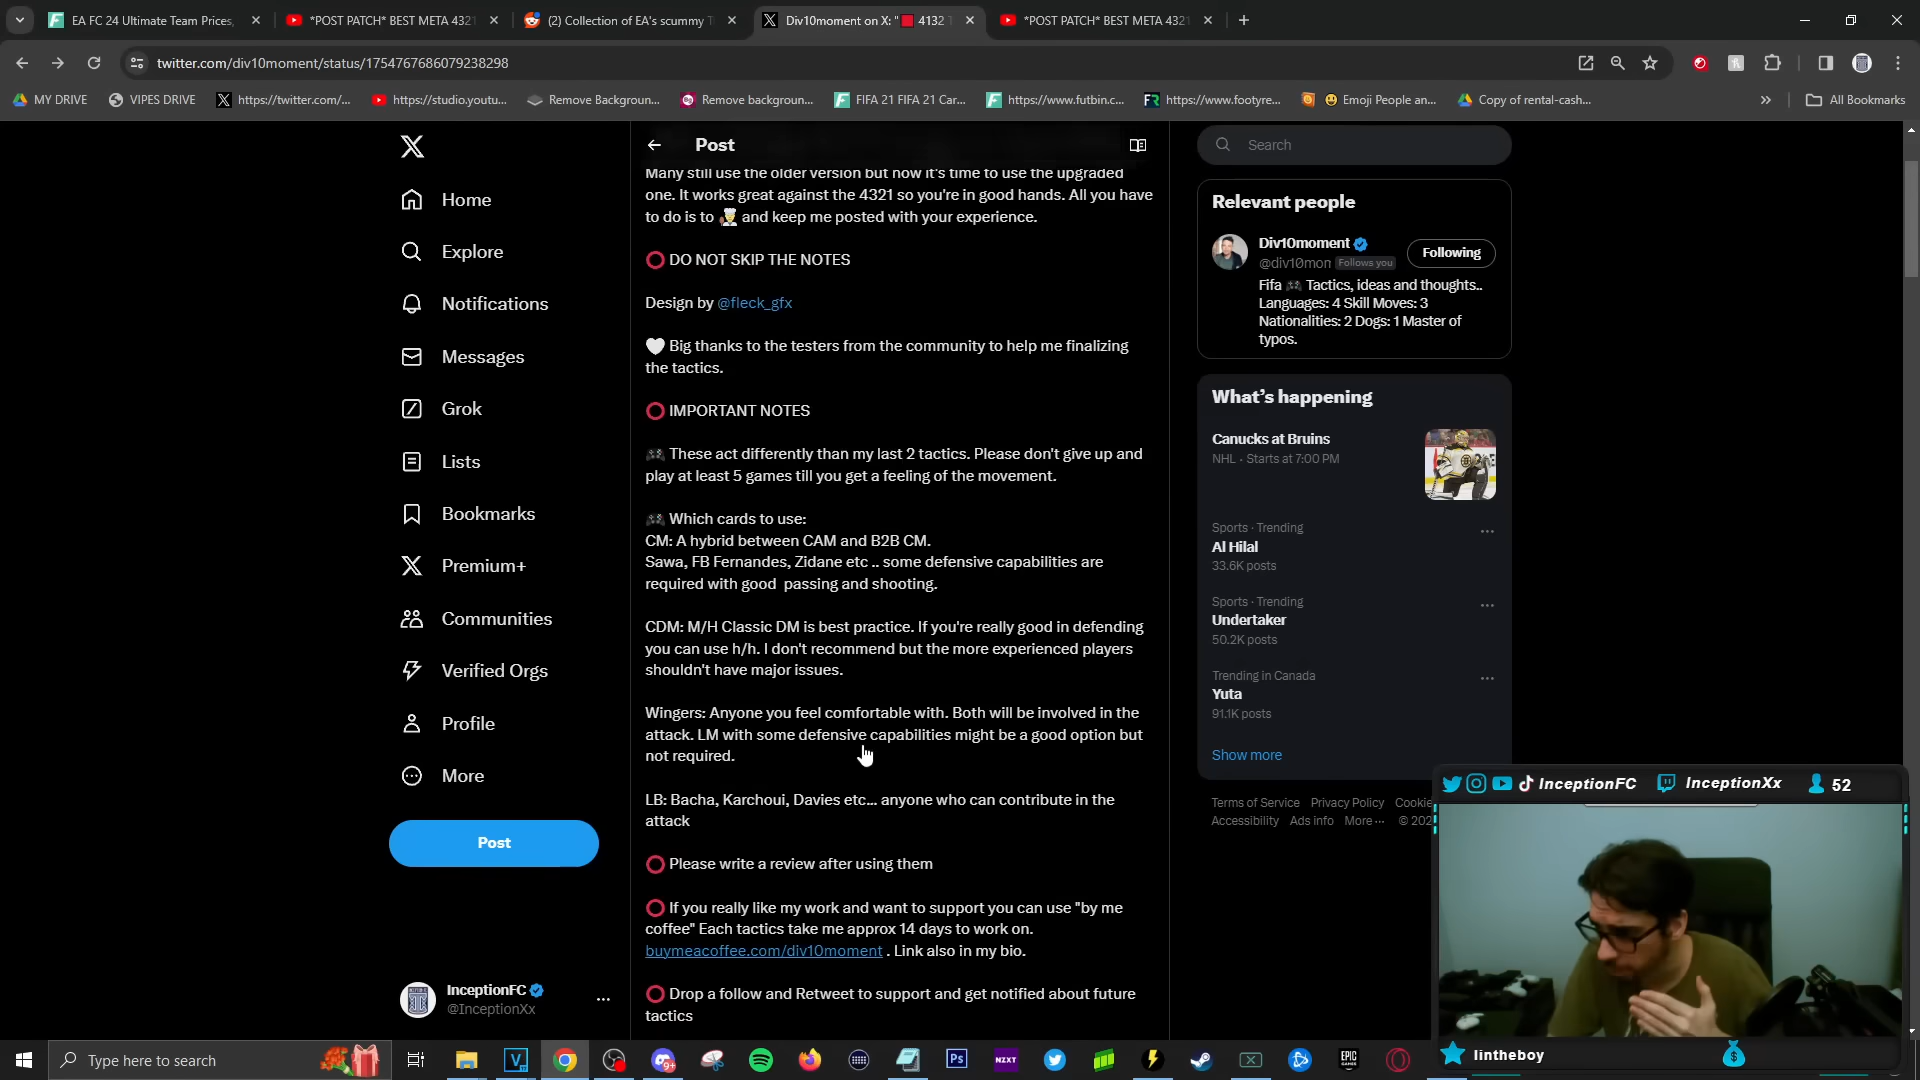 EA FC 24 Ultimate Team Prices,
*POST PATCH* BEST META 4321
(2) Collection of EA's scummy T
Div10moment on X: " 4132 T
*POST PATCH* BEST META 4321
twitter.com/div10moment/status/1754767686079238298
MY DRIVE
VIPES DRIVE
https://twitter.com/...
https://studio.youtu...
Remove Backgroun...
Remove backgroun...
FIFA 21 FIFA 21 Car...
https://www.futbin.c...
https://www.footyre...
Emoji People an...
Copy of rental-cash...
All Bookmarks
Home
Explore
Notifications
Messages
Grok
Lists
Bookmarks
Premium+
Communities
Verified Orgs
Profile
More
Post
InceptionFC
@InceptionXx
Post
Many still use the older version but now it's time to use the upgraded
one. It works great against the 4321 so you're in good hands. All you have
to do is to and keep me posted with your experience.
DO NOT SKIP THE NOTES
Design by @fleck_gfx
Big thanks to the testers from the community to help me finalizing
the tactics.
IMPORTANT NOTES
These act differently than my last 2 tactics. Please don't give up and
play at least 5 games till you get a feeling of the movement.
Which cards to use:
CM: A hybrid between CAM and B2B CM.
Sawa, FB Fernandes, Zidane etc .. some defensive capabilities are
required with good passing and shooting.
CDM: M/H Classic DM is best practice. If you're really good in defending
you can use h/h. I don't recommend but the more experienced players
shouldn't have major issues.
Wingers: Anyone you feel comfortable with. Both will be involved in the
attack. LM with some defensive capabilities might be a good option but
not required.
LB: Bacha, Karchoui, Davies etc... anyone who can contribute in the
attack
Please write a review after using them
If you really like my work and want to support you can use "by me
coffee" Each tactics take me approx 14 days to work on.
buymeacoffee.com/div10moment . Link also in my bio.
Drop a follow and Retweet to support and get notified about future
tactics
Search
Relevant people
Div10moment
@div10mon Follows you
Following
Fifa Tactics, ideas and thoughts..
Languages: 4 Skill Moves: 3
Nationalities: 2 Dogs: 1 Master of
typos.
What's happening
Canucks at Bruins
NHL · Starts at 7:00 PM
Sports · Trending
Al Hilal
33.6K posts
Sports · Trending
Undertaker
50.2K posts
Trending in Canada
Yuta
91.1K posts
Show more
Terms of Service Privacy Policy Cookie
Accessibility Ads info More ··· © 202
InceptionFC InceptionXx 52
lintheboy
Type here to search
9+
Ps
NZXT
EPIC
GAMES